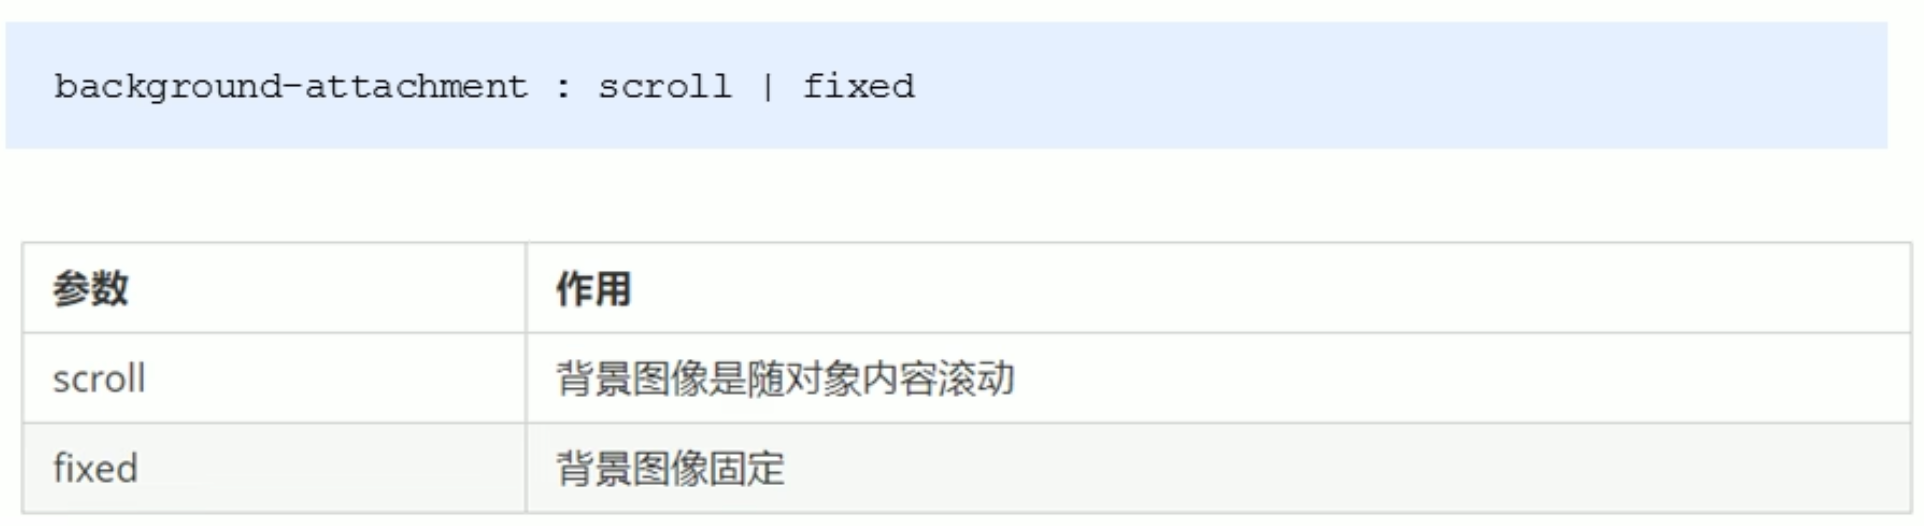 background-attachment : scroll | fixed
参数 作用
scroll 背景图像是随对象内容滚动
fixed 背景图像固定